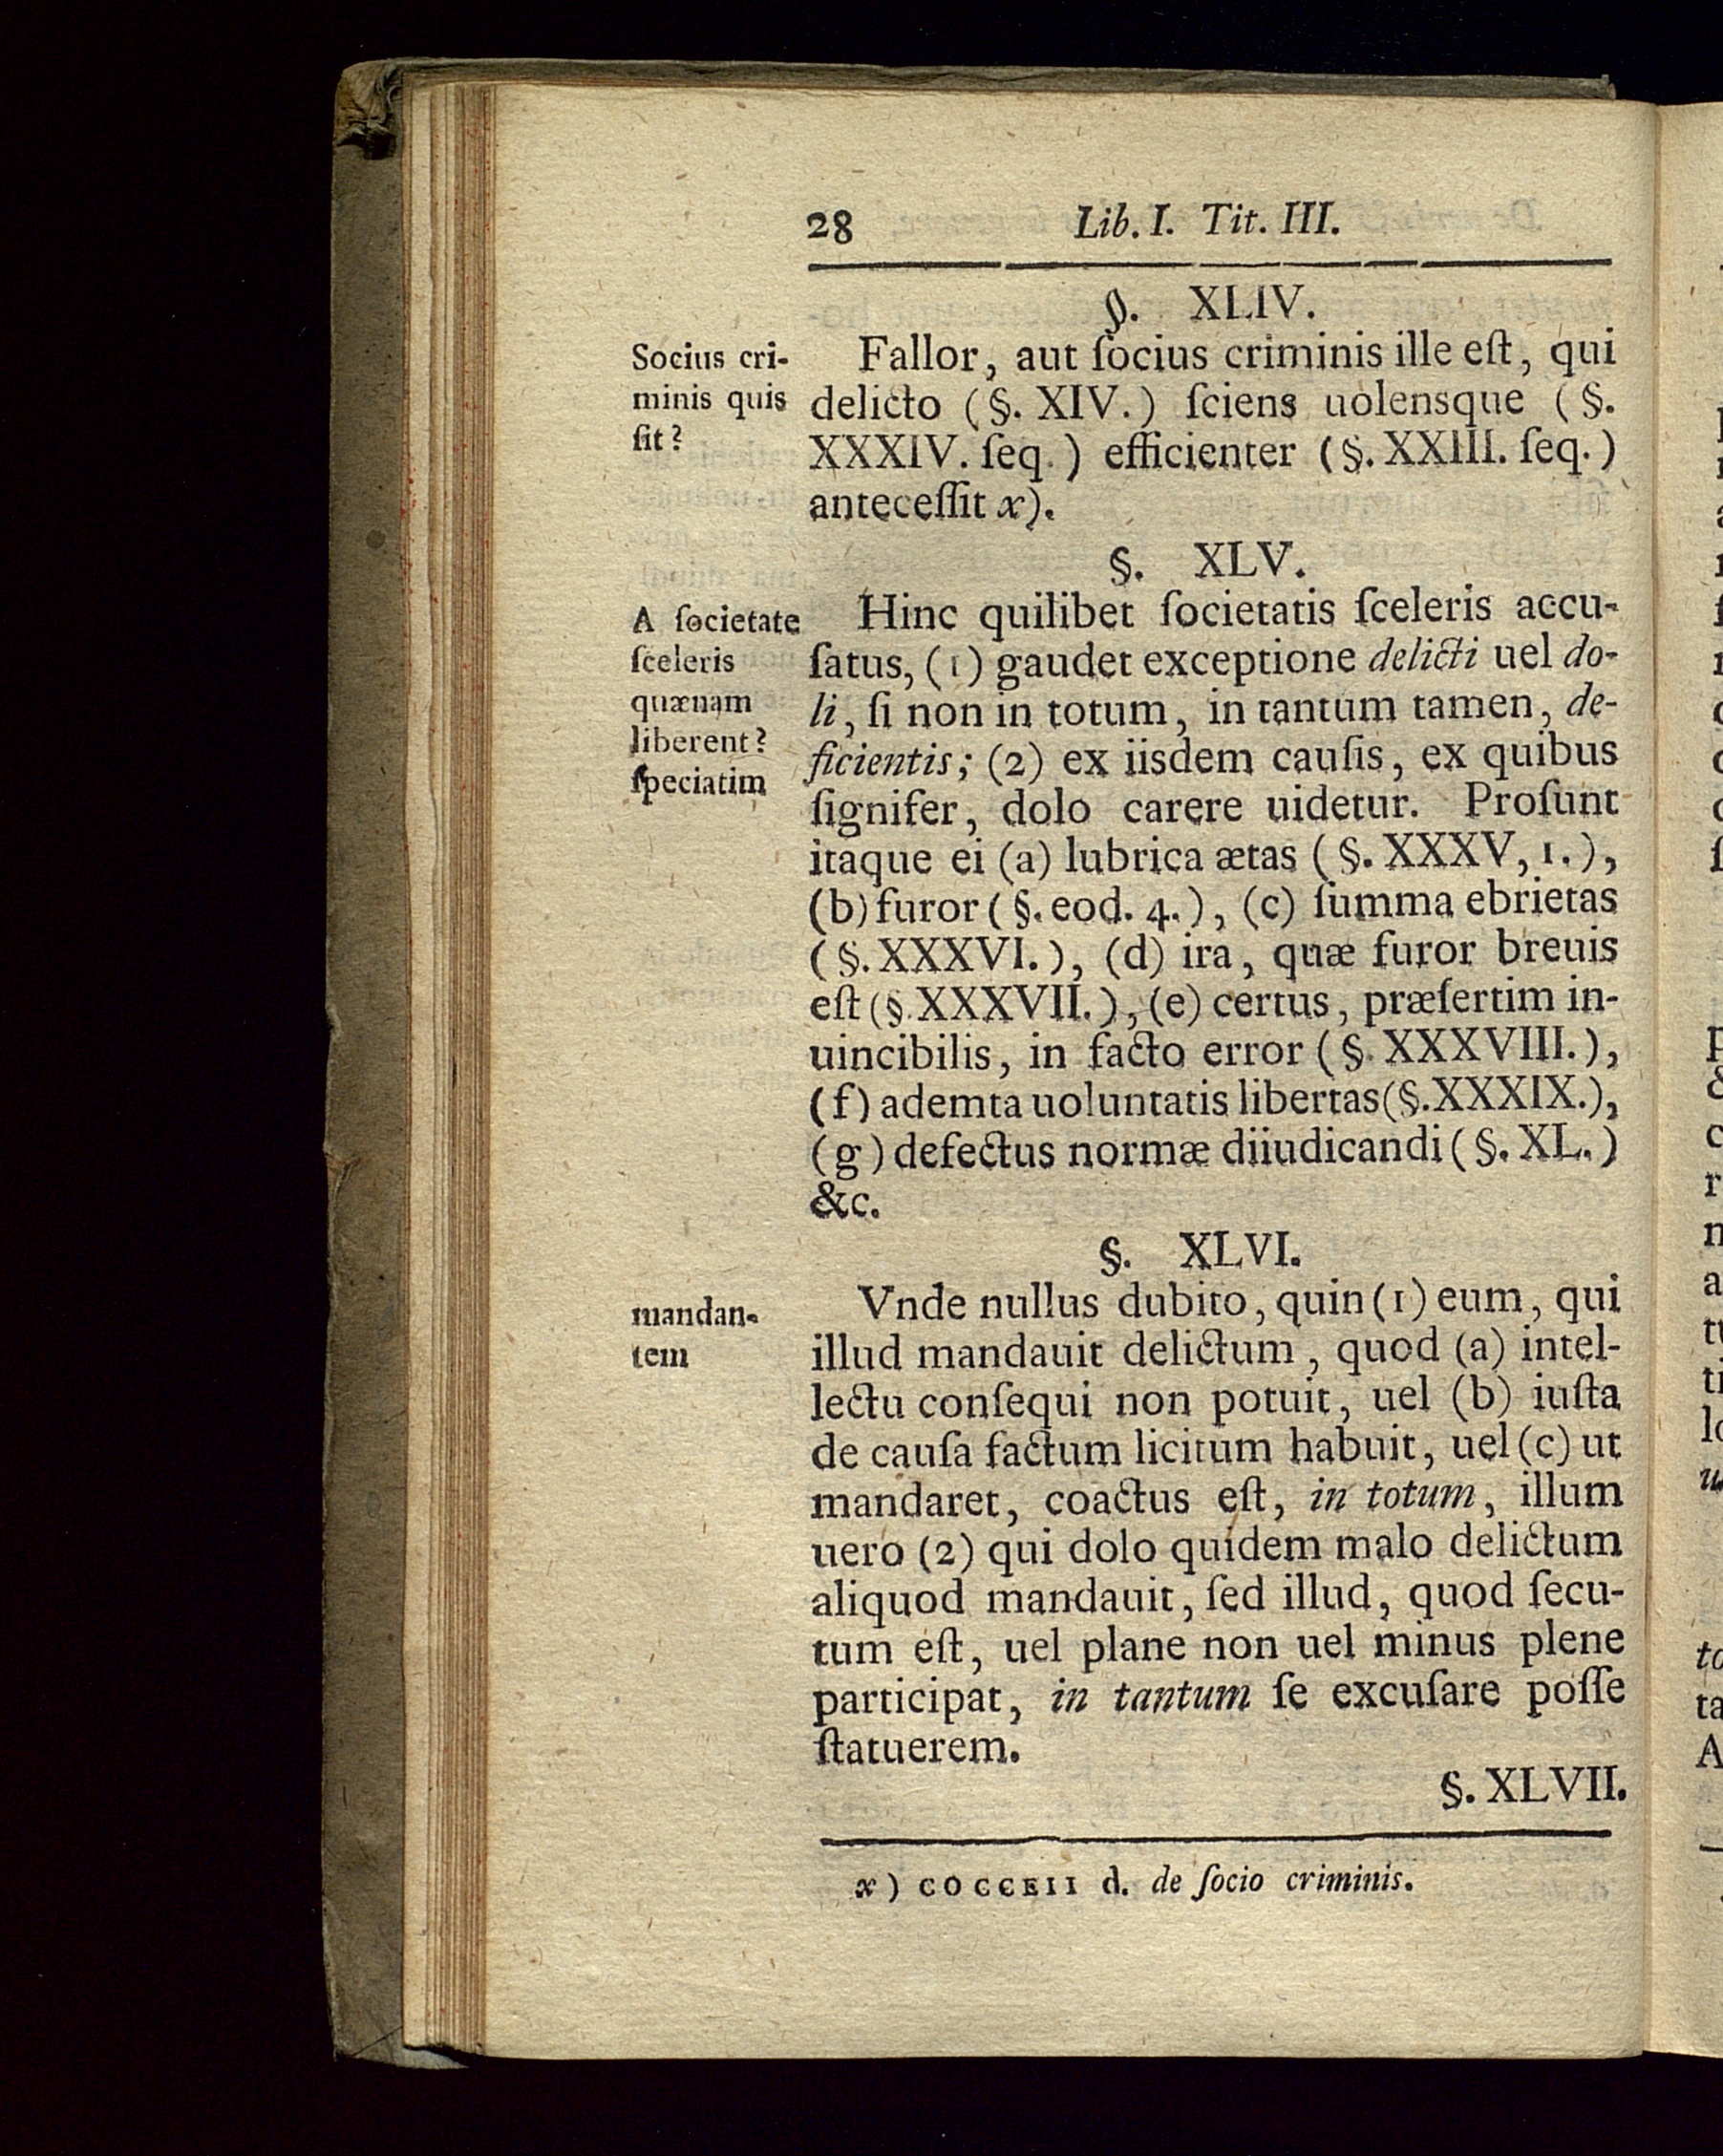 28 Lib. I. Tit. III.
§. XLIV.
Socius cri-
minis quis
ſit?
Fallor, aut ſocius criminis ille eſt, qui
delicto (§. XIV.) ſciens uolensque (§.
XXXIV. ſeq.) efficienter (§. XXIII. ſeq.)
anteceſſit x).
§. XLV.
A ſocietate
ſceleris
quænam
liberent?
ſpeciatim
Hinc quilibet ſocietatis ſceleris accu-
ſatus, (1) gaudet exceptione delicti uel do-
li, ſi non in totum, in tantum tamen, de-
ficientis; (2) ex iisdem cauſis, ex quibus
ſignifer, dolo carere uidetur. Proſunt
itaque ei (a) lubrica ætas (§. XXXV, 1.),
(b) furor (§. eod. 4.), (c) ſumma ebrietas
(§. XXXVI.), (d) ira, quæ furor breuis
eſt (§. XXXVII.), (e) certus, præſertim in-
uincibilis, in facto error (§. XXXVIII.),
(f) ademta uoluntatis libertas (§. XXXIX.),
(g) defectus normæ diiudicandi (§. XL.)
&c.
§. XLVI.
mandan-
tem
Vnde nullus dubito, quin (1) eum, qui
illud mandauit delictum, quod (a) intel-
lectu conſequi non potuit, uel (b) iuſta
de cauſa factum licitum habuit, uel (c) ut
mandaret, coactus eſt, in totum, illum
uero (2) qui dolo quidem malo delictum
aliquod mandauit, ſed illud, quod ſecu-
tum eſt, uel plane non uel minus plene
participat, in tantum ſe excuſare poſſe
ſtatuerem.
§. XLVII.
x) COCCEII d. de ſocio criminis.